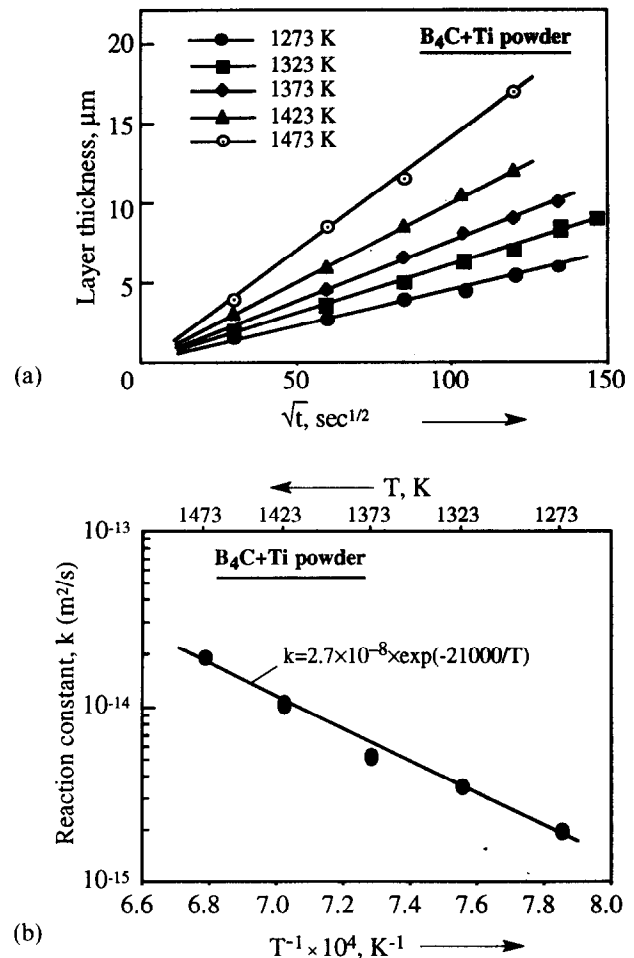 20
15
10
5
0
Layer thickness, μm
1273 K
1323 K
1373 K
1423 K
1473 K
B₄C+Ti powder
50
100
150
√t, sec¹/²
(a)
T, K
1473
1423
1373
1323
1273
10⁻¹³
10⁻¹⁴
10⁻¹⁵
Reaction constant, k (m²/s)
B₄C+Ti powder
k=2.7×10⁻⁸×exp(-21000/T)
6.6
6.8
7.0
7.2
7.4
7.6
7.8
8.0
T⁻¹ × 10⁴, K⁻¹
(b)